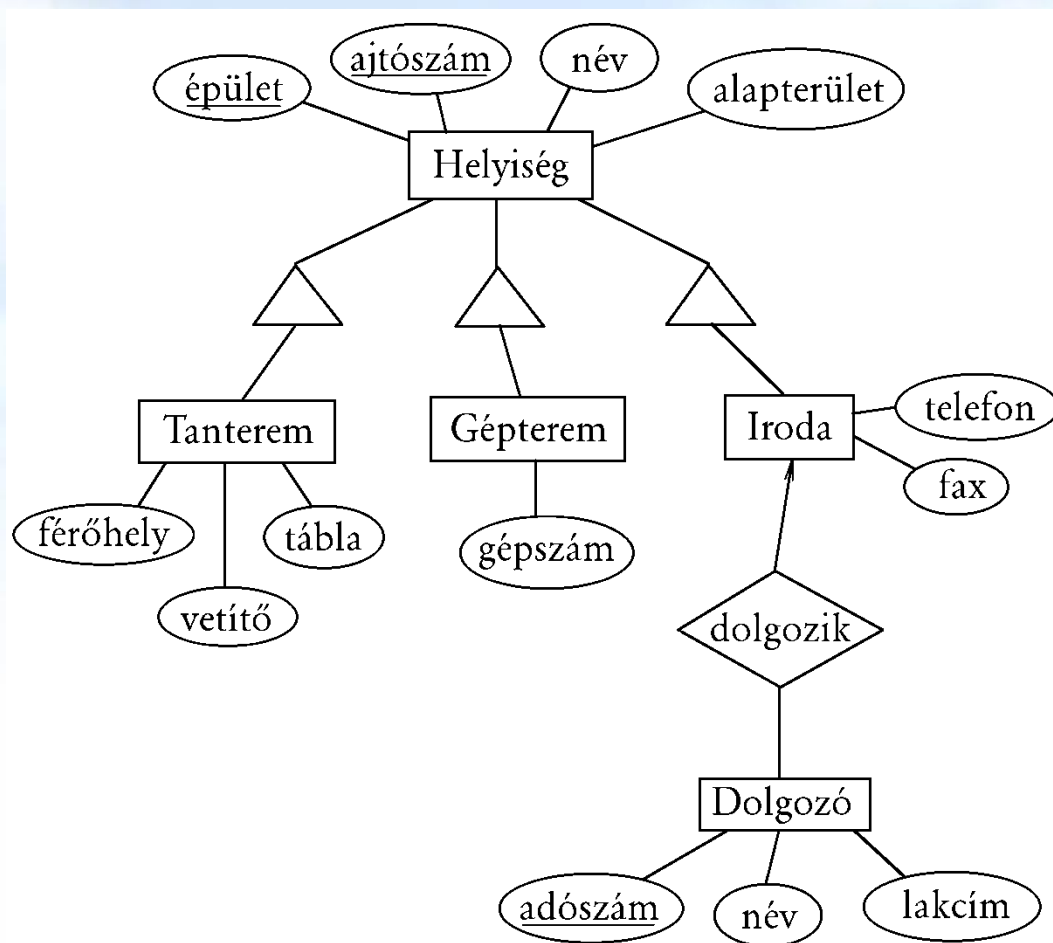 épület
ajtószám
név
alapterület
Helyiség
Tanterem
Gépterem
Iroda
telefon
fax
férőhely
vetítő
tábla
gépszám
dolgozik
Dolgozó
adószám
név
lakcím